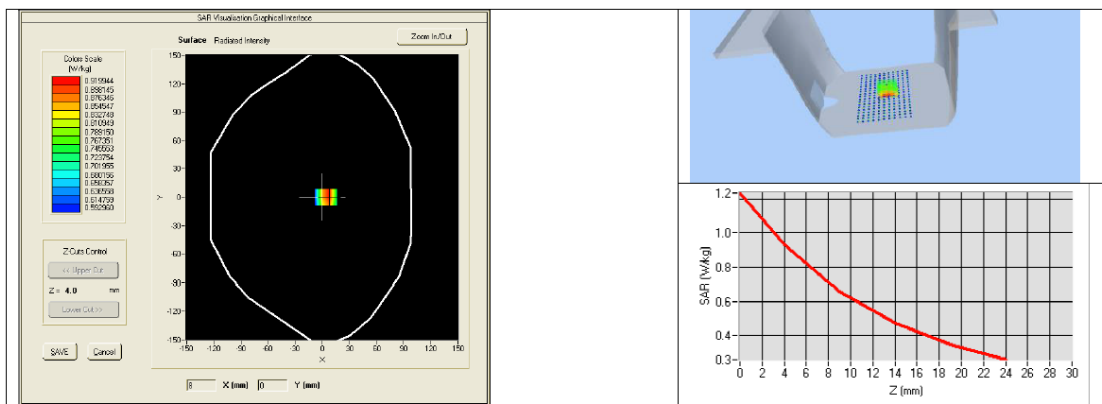 SAR Visualisation Graphical Interface
Surface Radiated Intensity
Zoom In/Out
Colors Scale
(W/kg)
0.919944
0.898145
0.876346
0.854547
0.832748
0.810949
0.789150
0.767351
0.745553
0.723754
0.701955
0.680156
0.658357
0.636558
0.614759
0.592960
Z Cuts Control
<< Upper Cut
Z = 4.0 mm
Lower Cut >>
SAVE Cancel
150
120
90
60
30
Y 0
-30
-60
-90
-120
-150
-150 -120 -90 -60 -30 0 30 60 90 120 150
X
8 X (mm) 0 Y (mm)
1.2
1.0
0.8
0.6
0.4
0.3
SAR (W/kg)
0 2 4 6 8 10 12 14 16 18 20 22 24 26 28 30
Z (mm)